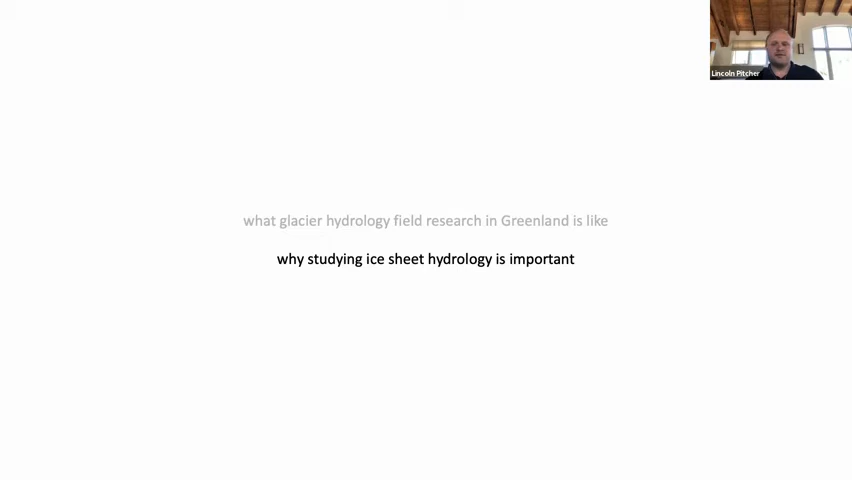 Lincoln Pitcher
what glacier hydrology field research in Greenland is like
why studying ice sheet hydrology is important